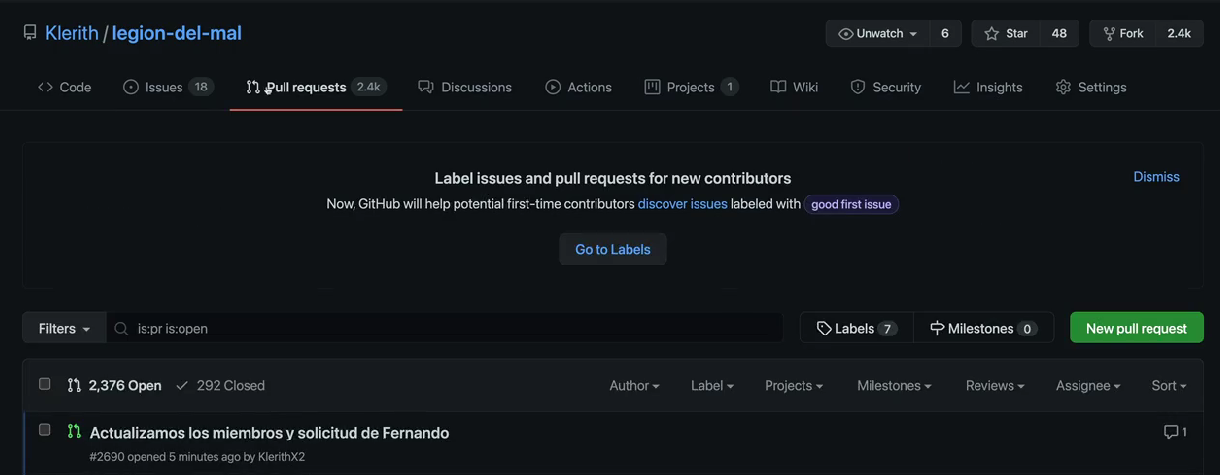 Klerith / legion-del-mal
Unwatch 6 Star 48 Fork 2.4k
Code Issues 18 Pull requests 2.4k Discussions Actions Projects 1 Wiki Security Insights Settings
Label issues and pull requests for new contributors
Dismiss
Now, GitHub will help potential first-time contributors discover issues labeled with good first issue
Go to Labels
Filters is:pr is:open Labels 7 Milestones 0 New pull request
2,376 Open 292 Closed Author Label Projects Milestones Reviews Assignee Sort
Actualizamos los miembros y solicitud de Fernando 1
#2690 opened 5 minutes ago by KlerithX2